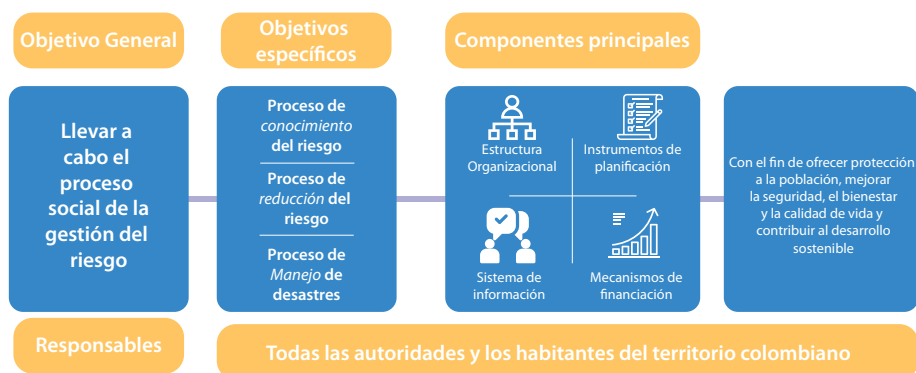 Objetivo General
Objetivos
específicos
Componentes principales
Llevar a
cabo el
proceso
social de la
gestión del
riesgo
Proceso de
conocimiento
del riesgo
Proceso de
reducción del
riesgo
Proceso de
Manejo de
desastres
Estructura
Organizacional
Instrumentos de
planificación
Sistema de
información
Mecanismos de
financiación
Con el fin de ofrecer protección
a la población, mejorar
la seguridad, el bienestar
y la calidad de vida y
contribuir al desarrollo
sostenible
Responsables
Todas las autoridades y los habitantes del territorio colombiano